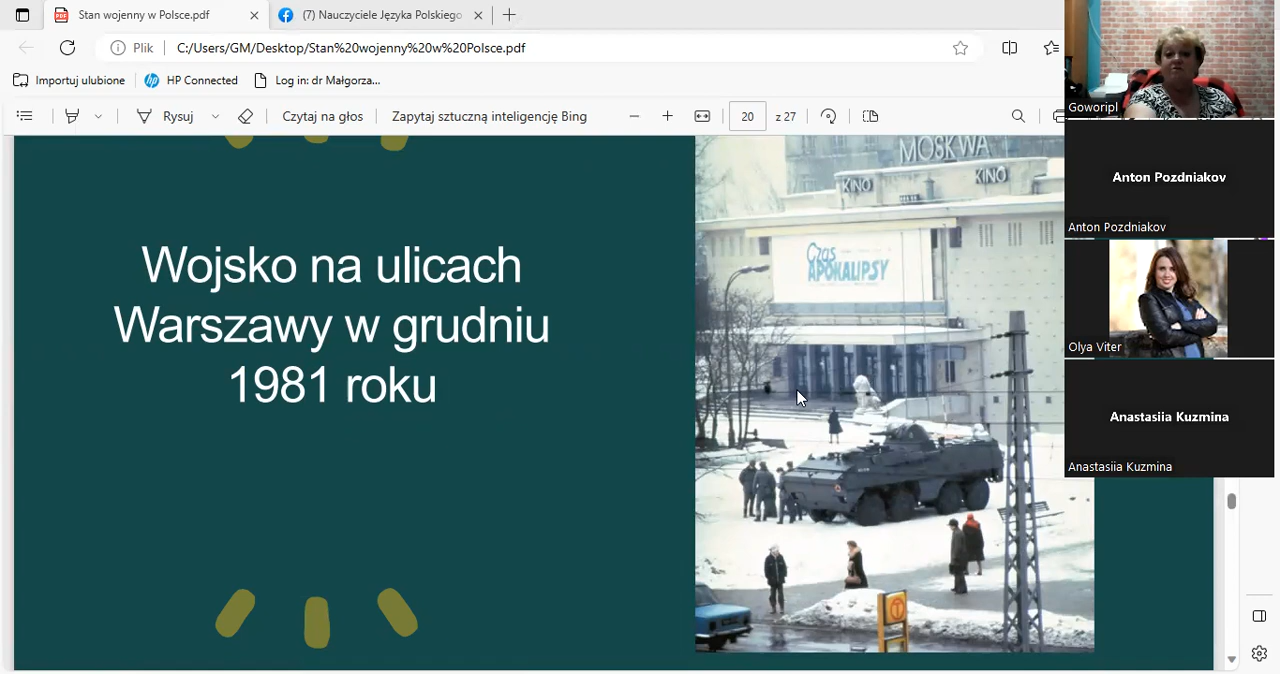 Stan wojenny w Polsce.pdf
(7) Nauczyciele Języka Polskiego
Plik
C:/Users/GM/Desktop/Stan%20wojenny%20w%20Polsce.pdf
Importuj ulubione
HP Connected
Log in: dr Małgorza...
Rysuj
Czytaj na głos
Zapytaj sztuczną inteligencję Bing
20
z 27
Wojsko na ulicach
Warszawy w grudniu
1981 roku
MOSKWA
KINO
KINO
Czas
APOKALIPSY
T
Goworipl
Anton Pozdniakov
Anton Pozdniakov
Olya Viter
Anastasiia Kuzmina
Anastasiia Kuzmina